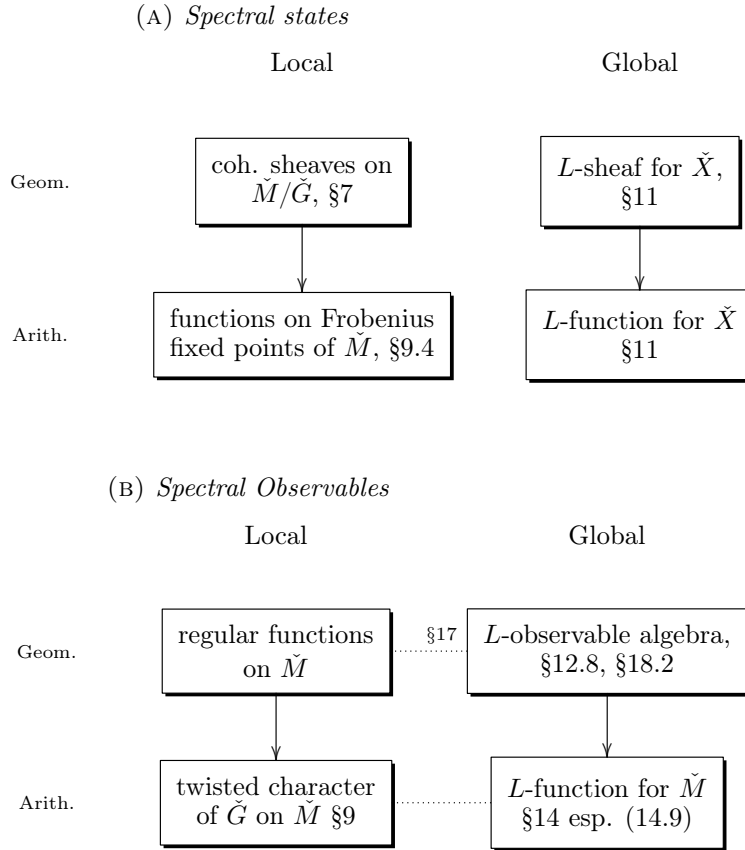 (A) Spectral states
Local Global
Geom.
coh. sheaves on
M̌/Ǧ, §7
L-sheaf for X̌,
§11
Arith.
functions on Frobenius
fixed points of M̌, §9.4
L-function for X̌
§11
(B) Spectral Observables
Local Global
Geom.
regular functions
on M̌
§17
L-observable algebra,
§12.8, §18.2
Arith.
twisted character
of Ǧ on M̌ §9
L-function for M̌
§14 esp. (14.9)